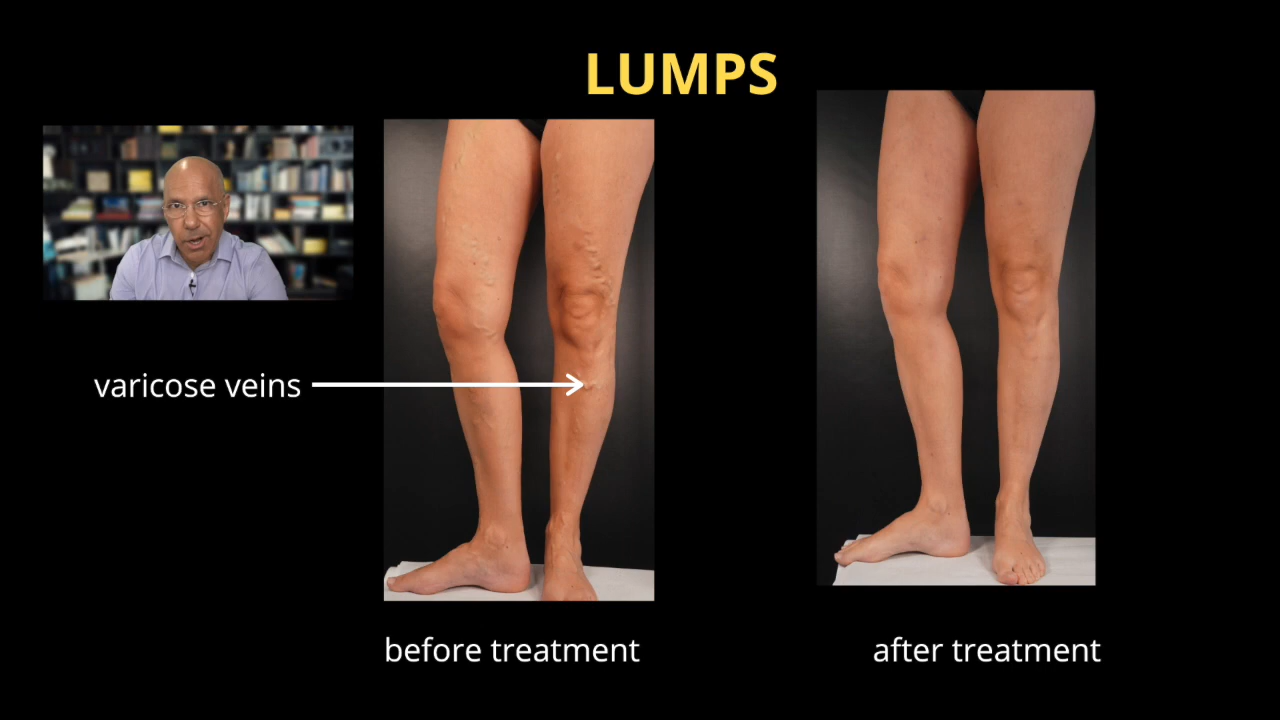 LUMPS
varicose veins
before treatment
after treatment